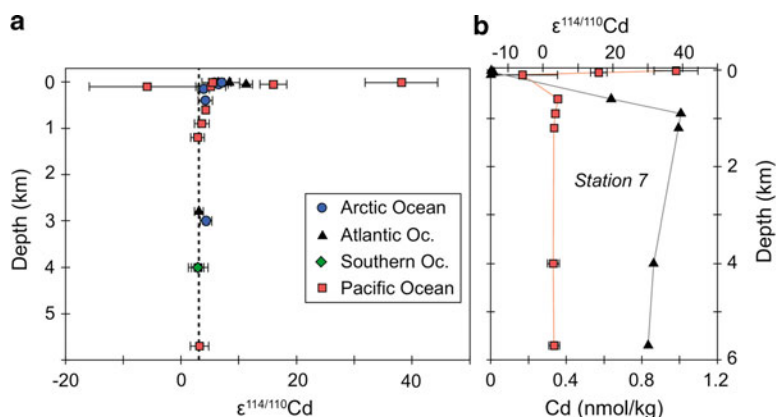 a
b
ε114/110Cd
-10 0 10 20 30 40
0
1
2
3
4
5
Depth (km)
Arctic Ocean
Atlantic Oc.
Southern Oc.
Pacific Ocean
-20 0 20 40
ε114/110Cd
Station 7
0
2
4
6
Depth (km)
0 0.4 0.8 1.2
Cd (nmol/kg)